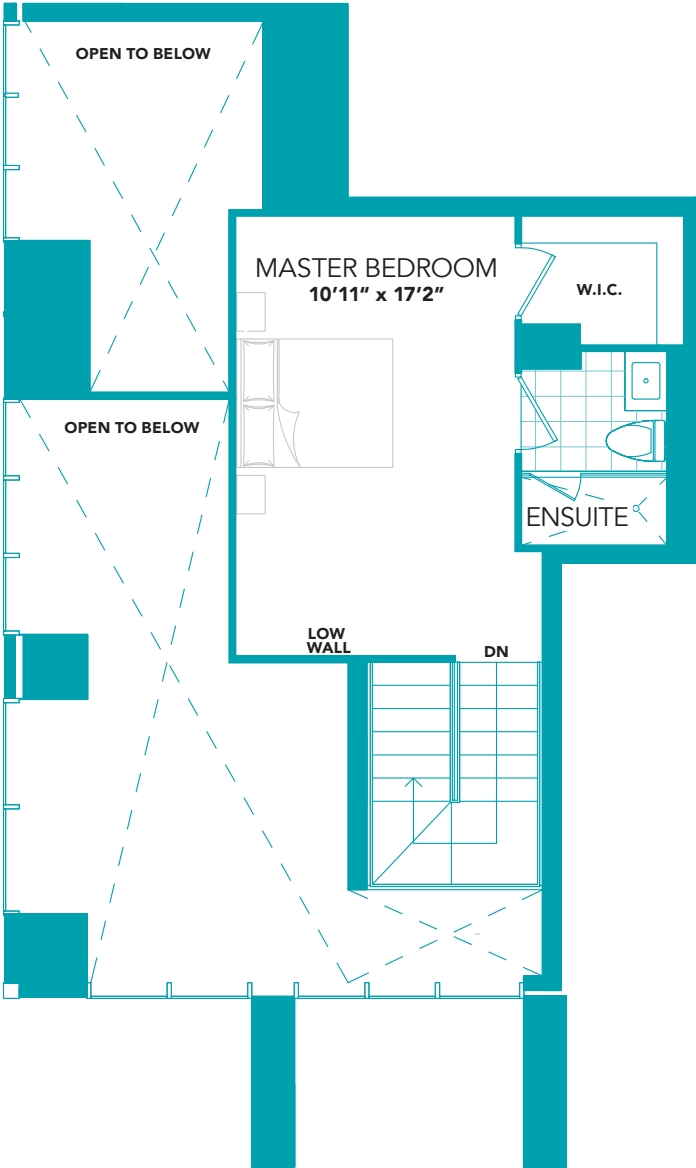 OPEN TO BELOW
MASTER BEDROOM
10’11” x 17’2”
W.I.C.
OPEN TO BELOW
ENSUITE
LOW
WALL
DN